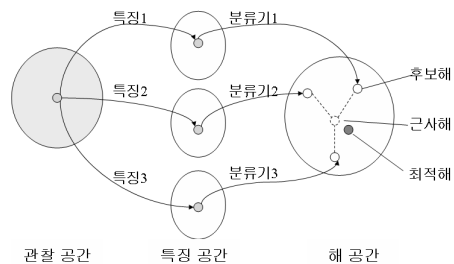 특징1
분류기1
특징2
분류기2
특징3
분류기3
후보해
근사해
최적해
관찰 공간
특징 공간
해 공간